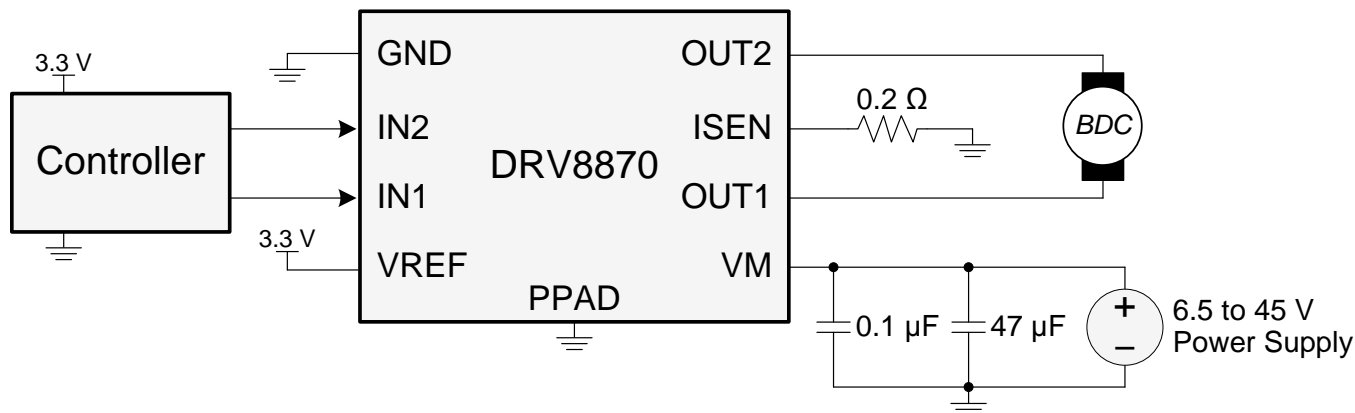 3.3 V
Controller
GND
IN2
IN1
3.3 V
VREF
DRV8870
PPAD
OUT2
ISEN
OUT1
VM
0.2 Ω
BDC
0.1 µF
47 µF
+
–
6.5 to 45 V
Power Supply